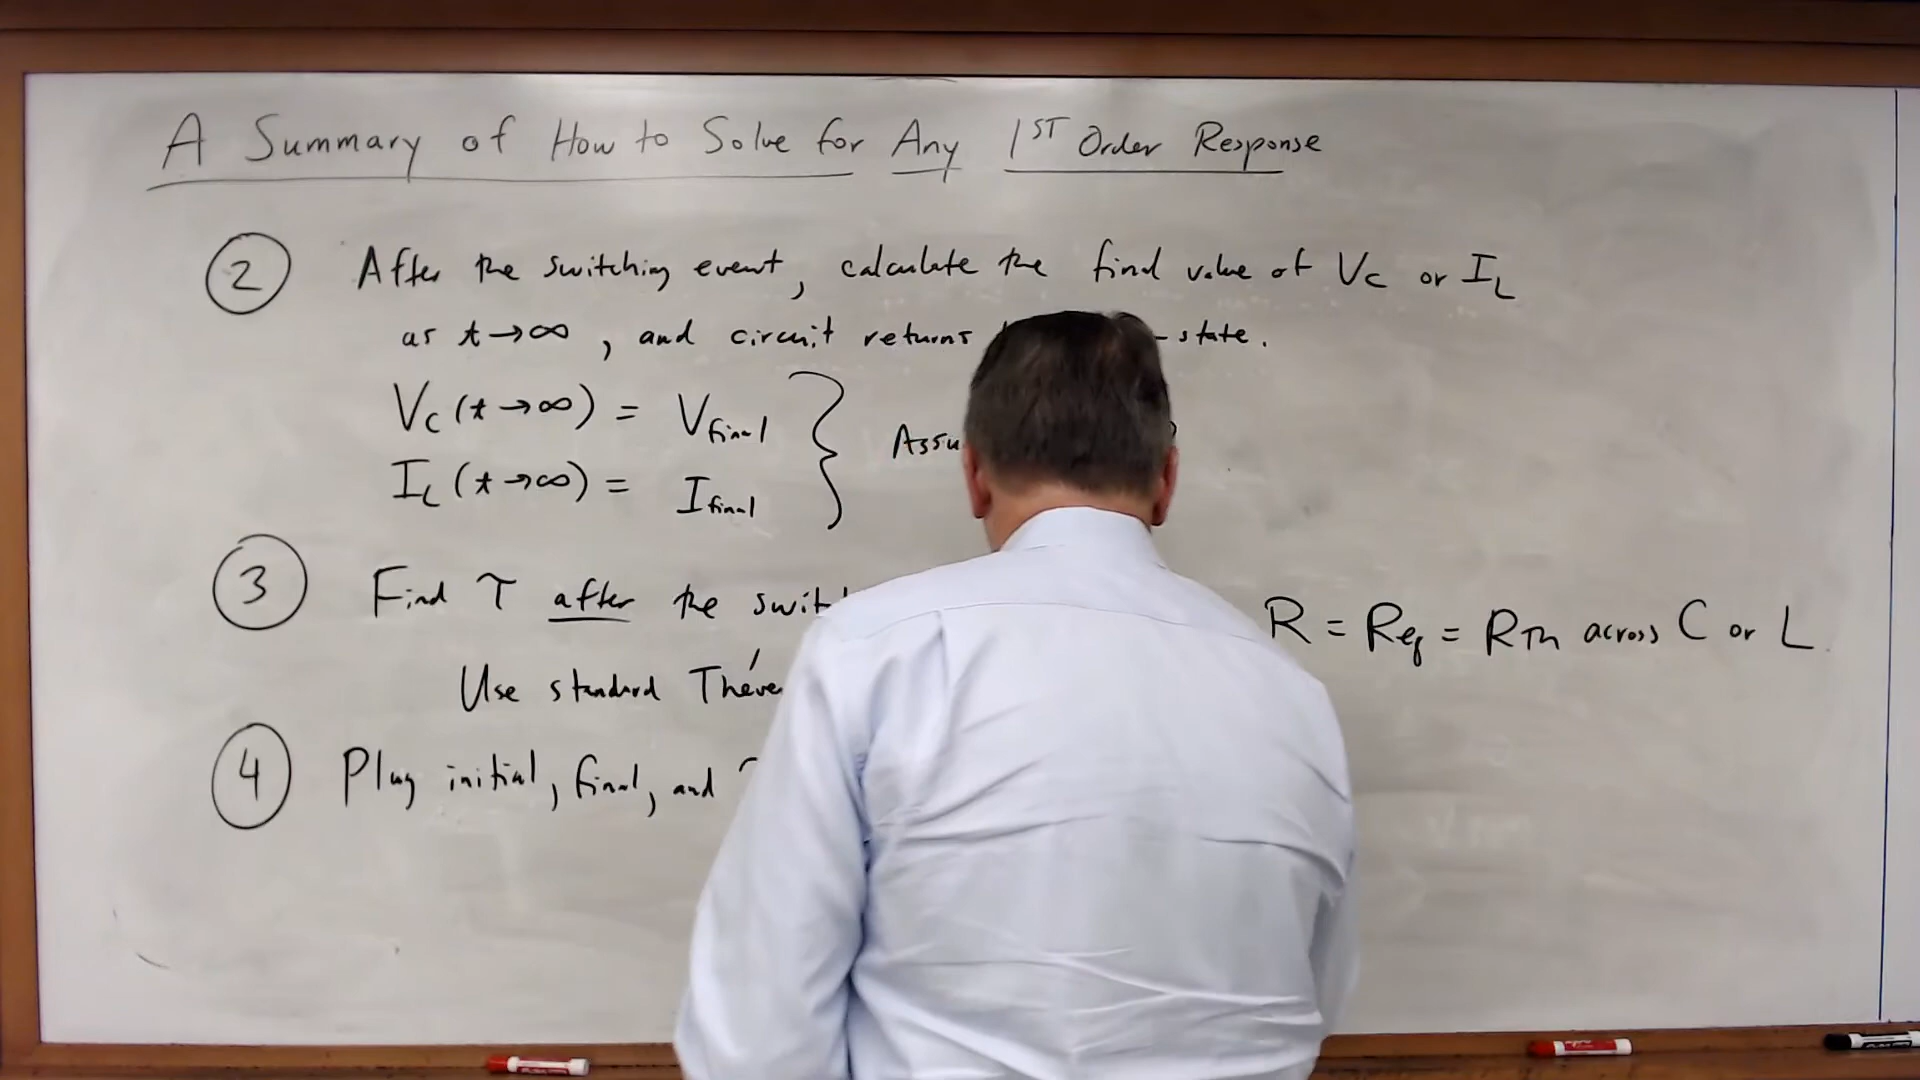 A Summary of How to Solve for Any 1ST Order Response
2 After the switching event, calculate the final value of VC or IL
as t→∞, and circuit returns -state.
VC (t→∞) = Vfinal
IL (t→∞) = Ifinal
3 Find τ after the R = Req = RTh across C or L
Use standard
4 Plug initial, final, and